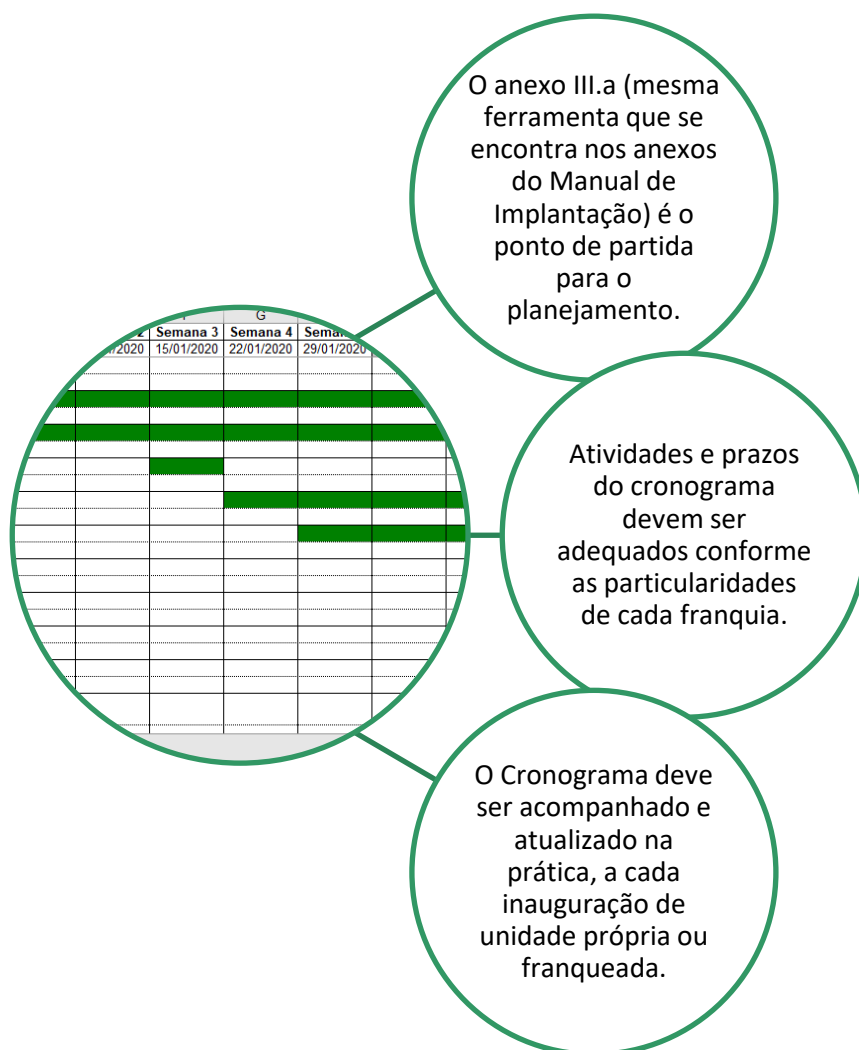 O anexo III.a (mesma
ferramenta que se
encontra nos anexos
do Manual de
Implantação) é o
ponto de partida
para o
planejamento.
G
Semana 3 Semana 4
/2020 15/01/2020 22/01/2020 29/01/2020
Atividades e prazos
do cronograma
devem ser
adequados conforme
as particularidades
de cada franquia.
O Cronograma deve
ser acompanhado e
atualizado na
prática, a cada
inauguração de
unidade própria ou
franqueada.